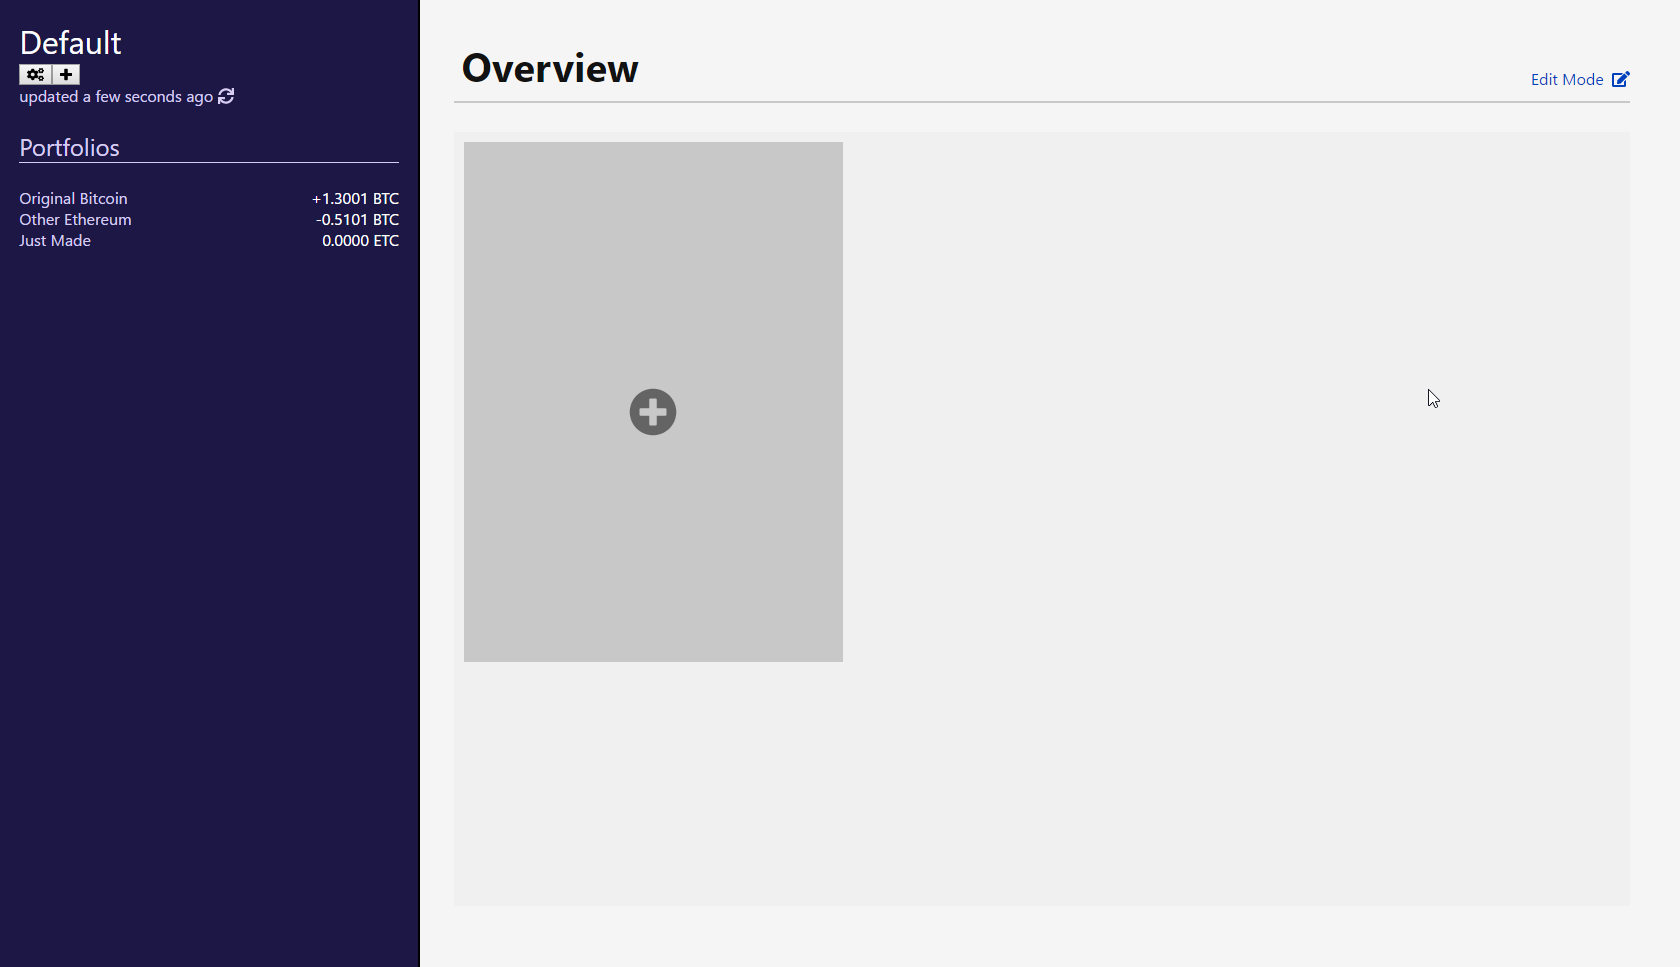 Default
updated a few seconds ago
Portfolios
Original Bitcoin +1.3001 BTC
Other Ethereum -0.5101 BTC
Just Made 0.0000 ETC
Overview
Edit Mode